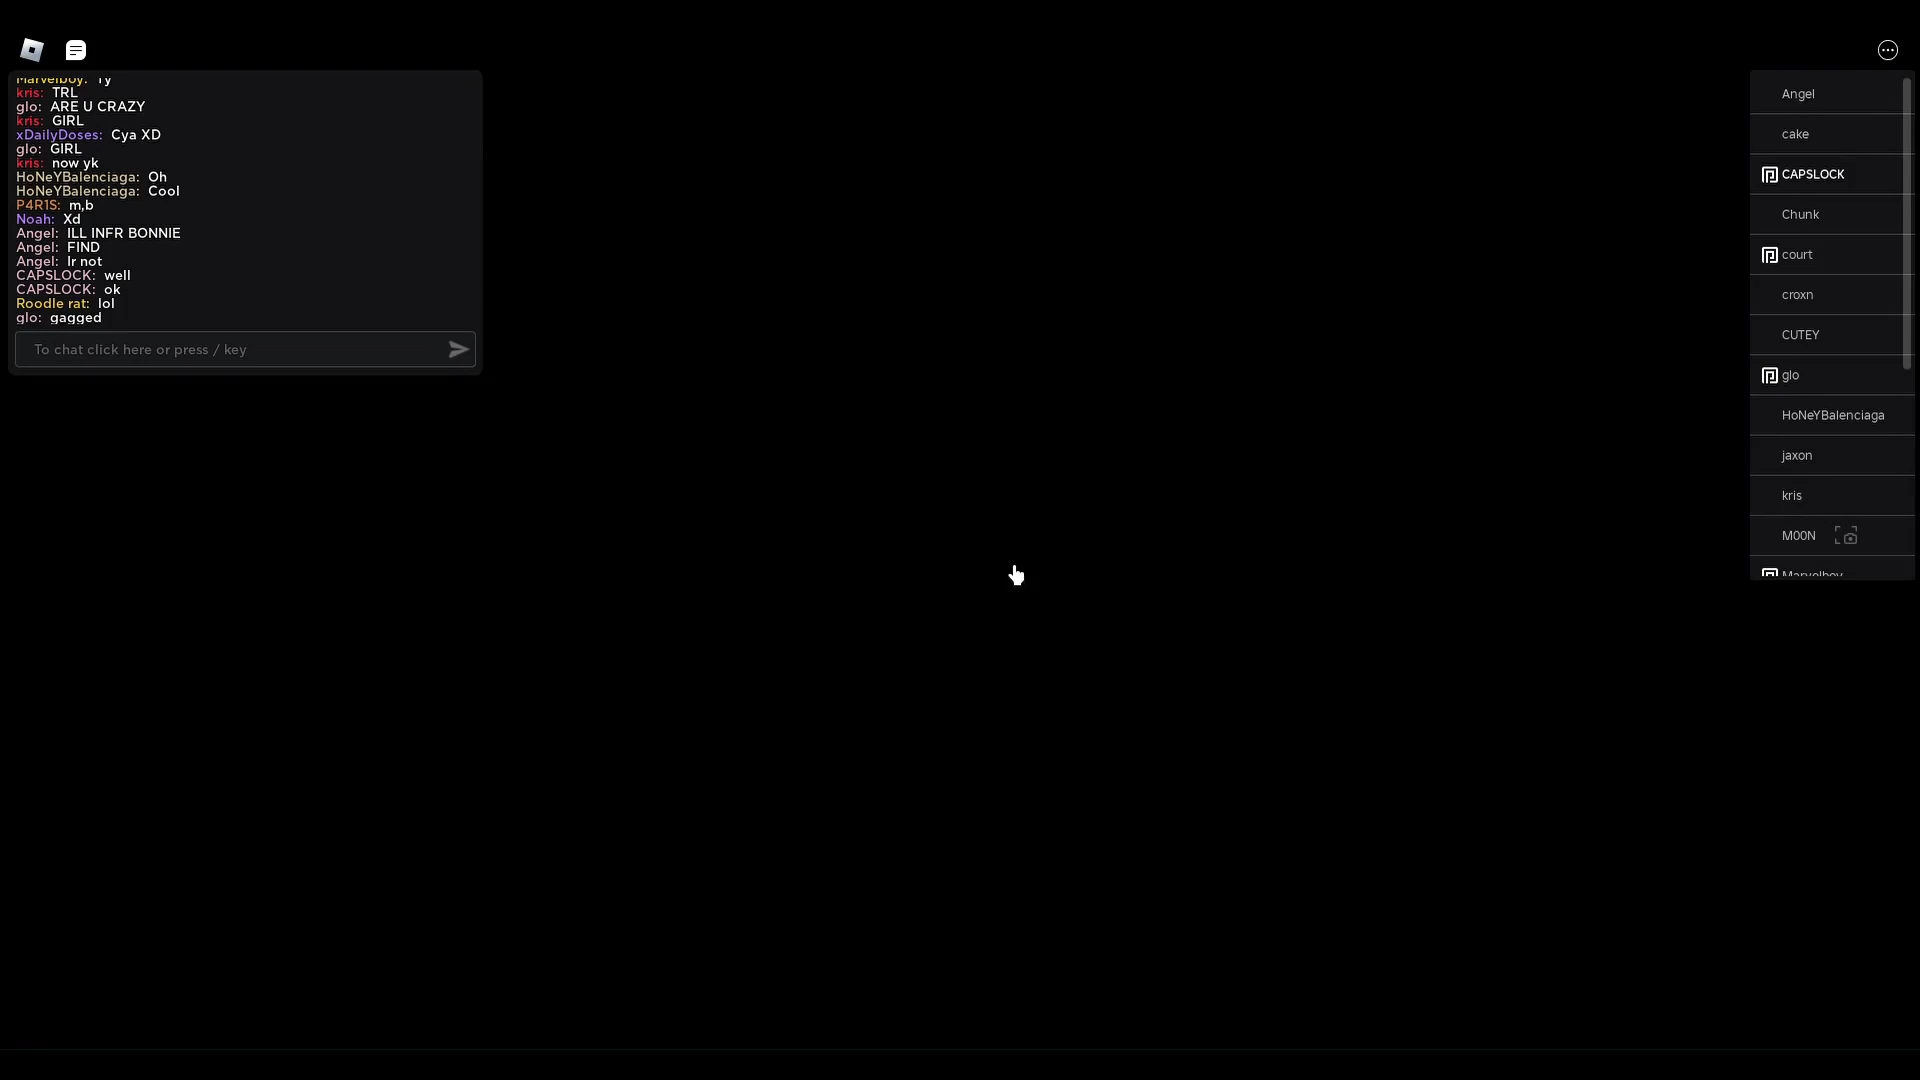 Marvelboy: Ty
kris: TRL
glo: ARE U CRAZY
kris: GIRL
xDailyDoses: Cya XD
glo: GIRL
kris: now yk
HoNeYBalenciaga: Oh
HoNeYBalenciaga: Cool
P4R1S: m,b
Noah: Xd
Angel: ILL INFR BONNIE
Angel: FIND
Angel: Ir not
CAPSLOCK: well
CAPSLOCK: ok
Roodle rat: lol
glo: gagged
To chat click here or press / key
Angel
cake
CAPSLOCK
Chunk
court
croxn
CUTEY
glo
HoNeYBalenciaga
jaxon
kris
M00N
Marvelboy